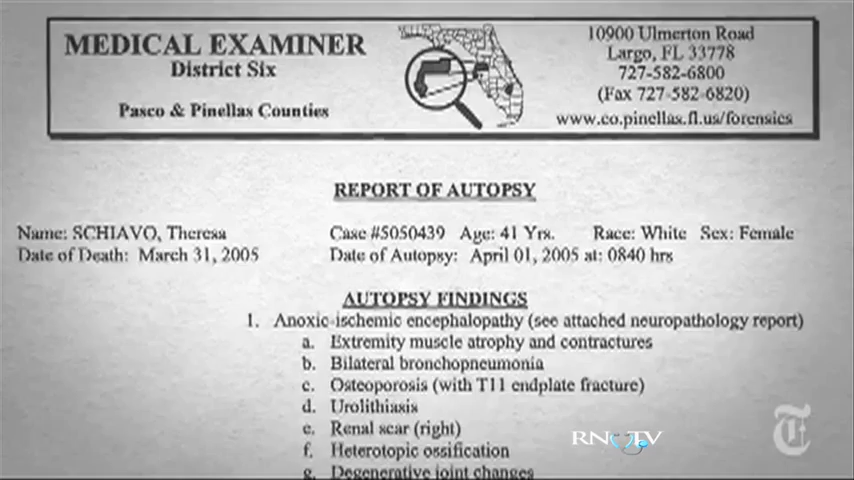 MEDICAL EXAMINER
District Six
Pasco & Pinellas Counties
10900 Ulmerton Road
Largo, FL 33778
727-582-6800
(Fax 727-582-6820)
www.co.pinellas.fl.us/forensics
REPORT OF AUTOPSY
Name: SCHIAVO, Theresa Case #5050439 Age: 41 Yrs. Race: White Sex: Female
Date of Death: March 31, 2005 Date of Autopsy: April 01, 2005 at: 0840 hrs
AUTOPSY FINDINGS
1. Anoxic-ischemic encephalopathy (see attached neuropathology report)
a. Extremity muscle atrophy and contractures
b. Bilateral bronchopneumonia
c. Osteoporosis (with T11 endplate fracture)
d. Urolithiasis
e. Renal scar (right)
f. Heterotopic ossification
g. Degenerative joint changes
RN TV
T